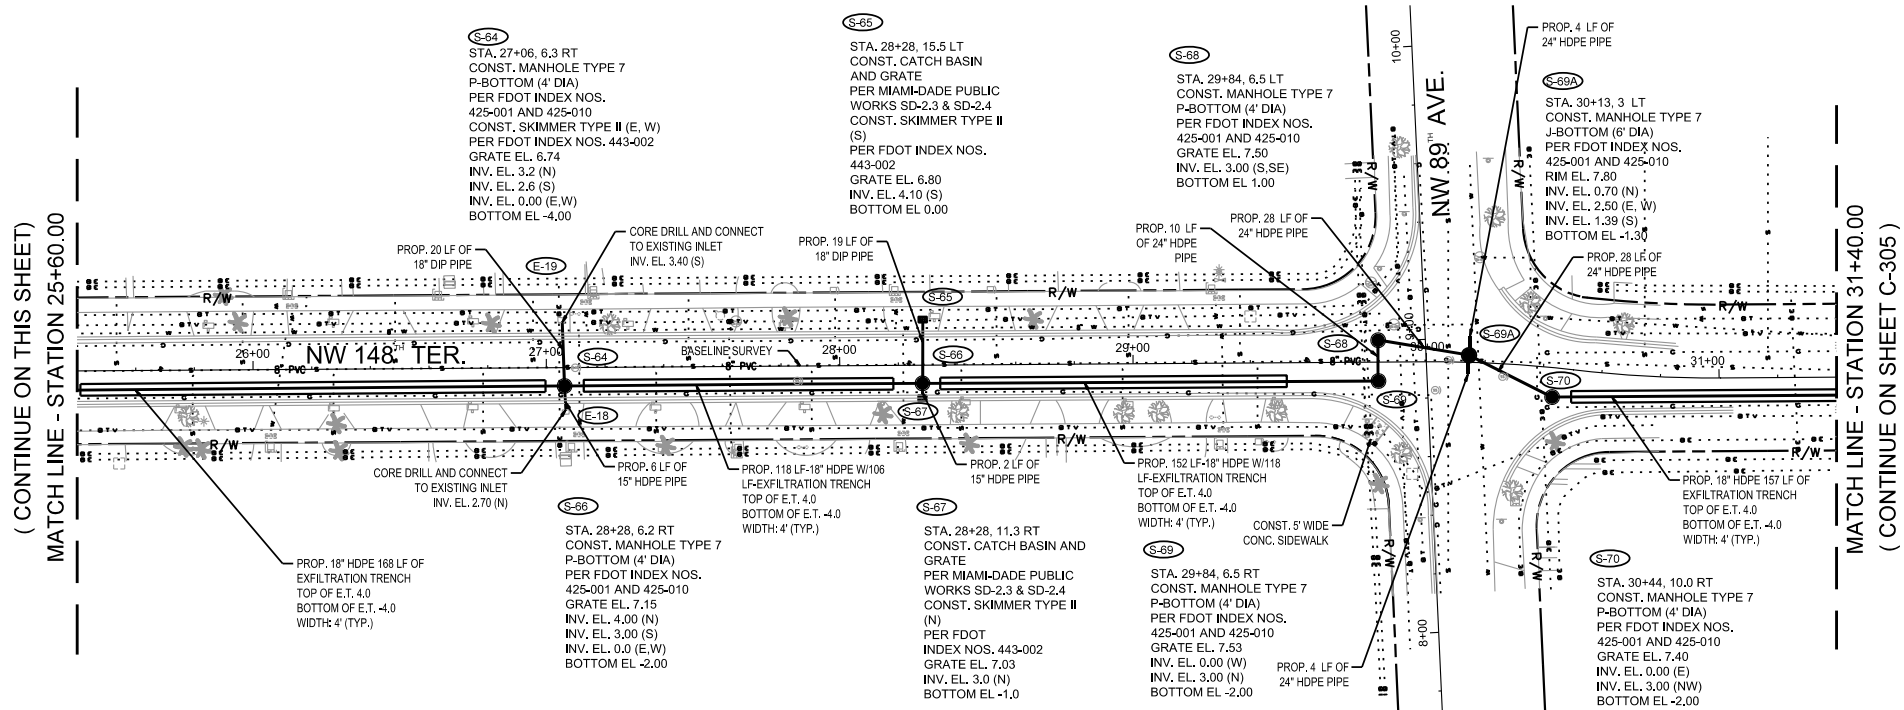 ( CONTINUE ON THIS SHEET)
MATCH LINE - STATION 25+60.00
S-64
STA. 27+06, 6.3 RT
CONST. MANHOLE TYPE 7
P-BOTTOM (4' DIA)
PER FDOT INDEX NOS.
425-001 AND 425-010
CONST. SKIMMER TYPE II (E, W)
PER FDOT INDEX NOS. 443-002
GRATE EL. 6.74
INV. EL. 3.2 (N)
INV. EL. 2.6 (S)
INV. EL. 0.00 (E,W)
BOTTOM EL -4.00
S-65
STA. 28+28, 15.5 LT
CONST. CATCH BASIN
AND GRATE
PER MIAMI-DADE PUBLIC
WORKS SD-2.3 & SD-2.4
CONST. SKIMMER TYPE II
(S)
PER FDOT INDEX NOS.
443-002
GRATE EL. 6.80
INV. EL. 4.10 (S)
BOTTOM EL 0.00
S-68
STA. 29+84, 6.5 LT
CONST. MANHOLE TYPE 7
P-BOTTOM (4' DIA)
PER FDOT INDEX NOS.
425-001 AND 425-010
GRATE EL. 7.50
INV. EL. 3.00 (S,SE)
BOTTOM EL 1.00
10+00
NW 89TH AVE.
PROP. 4 LF OF
24" HDPE PIPE
S-69A
STA. 30+13, 3 LT
CONST. MANHOLE TYPE 7
J-BOTTOM (6' DIA)
PER FDOT INDEX NOS.
425-001 AND 425-010
RIM EL. 7.80
INV. EL. 0.70 (N)
INV. EL. 2.50 (E, W)
INV. EL. 1.39 (S)
BOTTOM EL -1.30
PROP. 20 LF OF
18" DIP PIPE
E-19
CORE DRILL AND CONNECT
TO EXISTING INLET
INV. EL. 3.40 (S)
PROP. 19 LF OF
18" DIP PIPE
PROP. 10 LF
OF 24" HDPE
PIPE
PROP. 28 LF OF
24" HDPE PIPE
PROP. 28 LF OF
24" HDPE PIPE
R/W
R/W
R/W
R/W
R/W
S-65
26+00
NW 148TH TER.
27+00
S-64
BASELINE SURVEY
28+00
S-66
29+00
S-68
S-69A
31+00
8" PVC
8" PVC
8" PVC
S-70
S-69
S-67
E-18
R/W
R/W
R/W
R/W
R/W
CORE DRILL AND CONNECT
TO EXISTING INLET
INV. EL. 2.70 (N)
PROP. 6 LF OF
15" HDPE PIPE
PROP. 118 LF-18" HDPE W/106
LF-EXFILTRATION TRENCH
TOP OF E.T. 4.0
BOTTOM OF E.T. -4.0
WIDTH: 4' (TYP.)
PROP. 2 LF OF
15" HDPE PIPE
PROP. 152 LF-18" HDPE W/118
LF-EXFILTRATION TRENCH
TOP OF E.T. 4.0
BOTTOM OF E.T. -4.0
WIDTH: 4' (TYP.)
CONST. 5' WIDE
CONC. SIDEWALK
PROP. 18" HDPE 157 LF OF
EXFILTRATION TRENCH
TOP OF E.T. 4.0
BOTTOM OF E.T. -4.0
WIDTH: 4' (TYP.)
PROP. 18" HDPE 168 LF OF
EXFILTRATION TRENCH
TOP OF E.T. 4.0
BOTTOM OF E.T. -4.0
WIDTH: 4' (TYP.)
S-66
STA. 28+28, 6.2 RT
CONST. MANHOLE TYPE 7
P-BOTTOM (4' DIA)
PER FDOT INDEX NOS.
425-001 AND 425-010
GRATE EL. 7.15
INV. EL. 4.00 (N)
INV. EL. 3.00 (S)
INV. EL. 0.0 (E,W)
BOTTOM EL -2.00
S-67
STA. 28+28, 11.3 RT
CONST. CATCH BASIN AND
GRATE
PER MIAMI-DADE PUBLIC
WORKS SD-2.3 & SD-2.4
CONST. SKIMMER TYPE II
(N)
PER FDOT
INDEX NOS. 443-002
GRATE EL. 7.03
INV. EL. 3.0 (N)
BOTTOM EL -1.0
S-69
STA. 29+84, 6.5 RT
CONST. MANHOLE TYPE 7
P-BOTTOM (4' DIA)
PER FDOT INDEX NOS.
425-001 AND 425-010
GRATE EL. 7.53
INV. EL. 0.00 (W)
INV. EL. 3.00 (N)
BOTTOM EL -2.00
8+00
PROP. 4 LF OF
24" HDPE PIPE
S-70
STA. 30+44, 10.0 RT
CONST. MANHOLE TYPE 7
P-BOTTOM (4' DIA)
PER FDOT INDEX NOS.
425-001 AND 425-010
GRATE EL. 7.40
INV. EL. 0.00 (E)
INV. EL. 3.00 (NW)
BOTTOM EL -2.00
MATCH LINE - STATION 31+40.00
( CONTINUE ON SHEET C-305 )